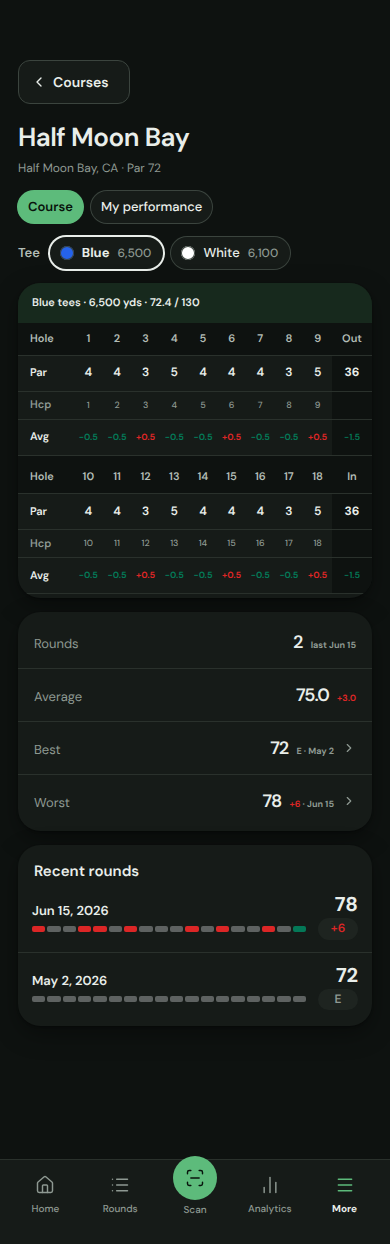 Courses
Half Moon Bay
Half Moon Bay, CA · Par 72
Course My performance
Tee Blue 6,500 White 6,100
Blue tees · 6,500 yds · 72.4 / 130
Hole 1 2 3 4 5 6 7 8 9 Out
Par 4 4 3 5 4 4 4 3 5 36
Hcp 1 2 3 4 5 6 7 8 9
Avg -0.5 -0.5 +0.5 -0.5 -0.5 +0.5 -0.5 -0.5 +0.5 -1.5
Hole 10 11 12 13 14 15 16 17 18 In
Par 4 4 3 5 4 4 4 3 5 36
Hcp 10 11 12 13 14 15 16 17 18
Avg -0.5 -0.5 +0.5 -0.5 -0.5 +0.5 -0.5 -0.5 +0.5 -1.5
Rounds 2 last Jun 15
Average 75.0 +3.0
Best 72 E · May 2
Worst 78 +6 · Jun 15
Recent rounds
Jun 15, 2026 78
+6
May 2, 2026 72
E
Home Rounds Scan Analytics More